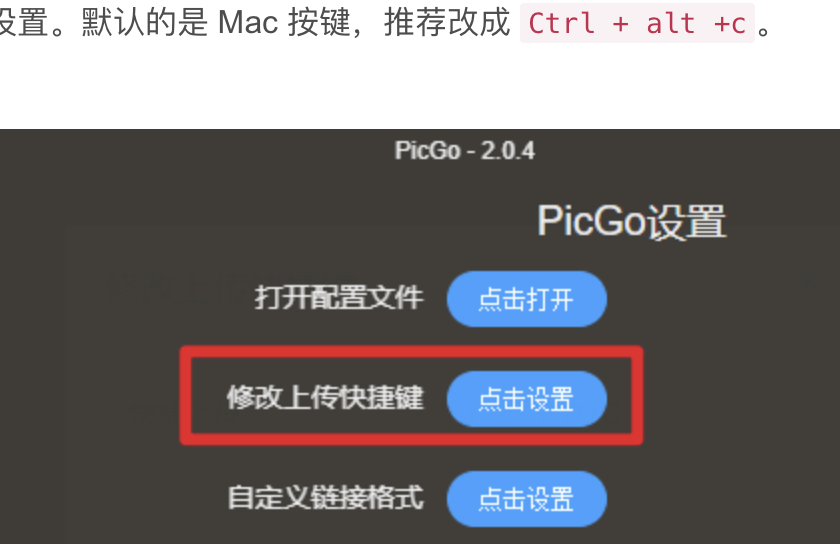 设置。默认的是 Mac 按键，推荐改成 Ctrl + alt +c。
PicGo - 2.0.4
PicGo设置
打开配置文件 点击打开
修改上传快捷键 点击设置
自定义链接格式 点击设置